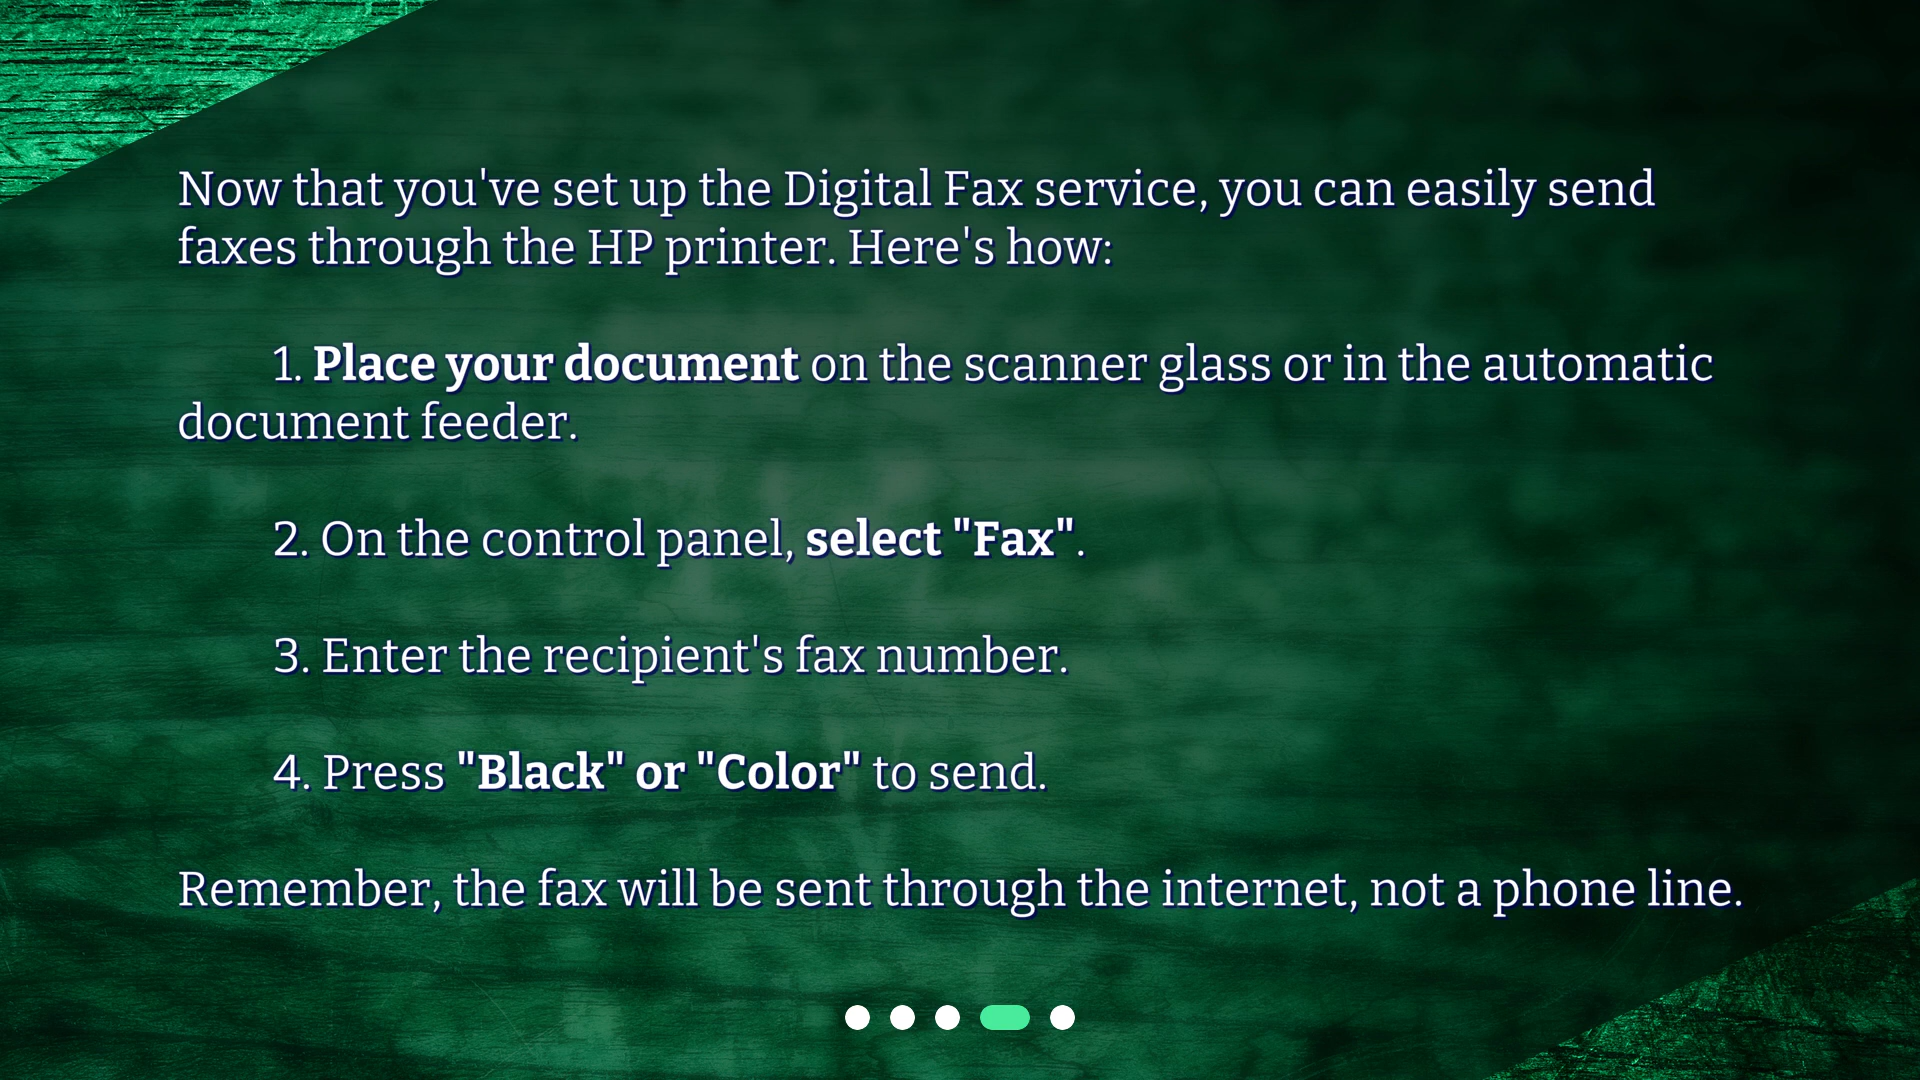 Now that you've set up the Digital Fax service, you can easily send
faxes through the HP printer. Here's how:
1. Place your document on the scanner glass or in the automatic
document feeder.
2. On the control panel, select "Fax".
3. Enter the recipient's fax number.
4. Press "Black" or "Color" to send.
Remember, the fax will be sent through the internet, not a phone line.